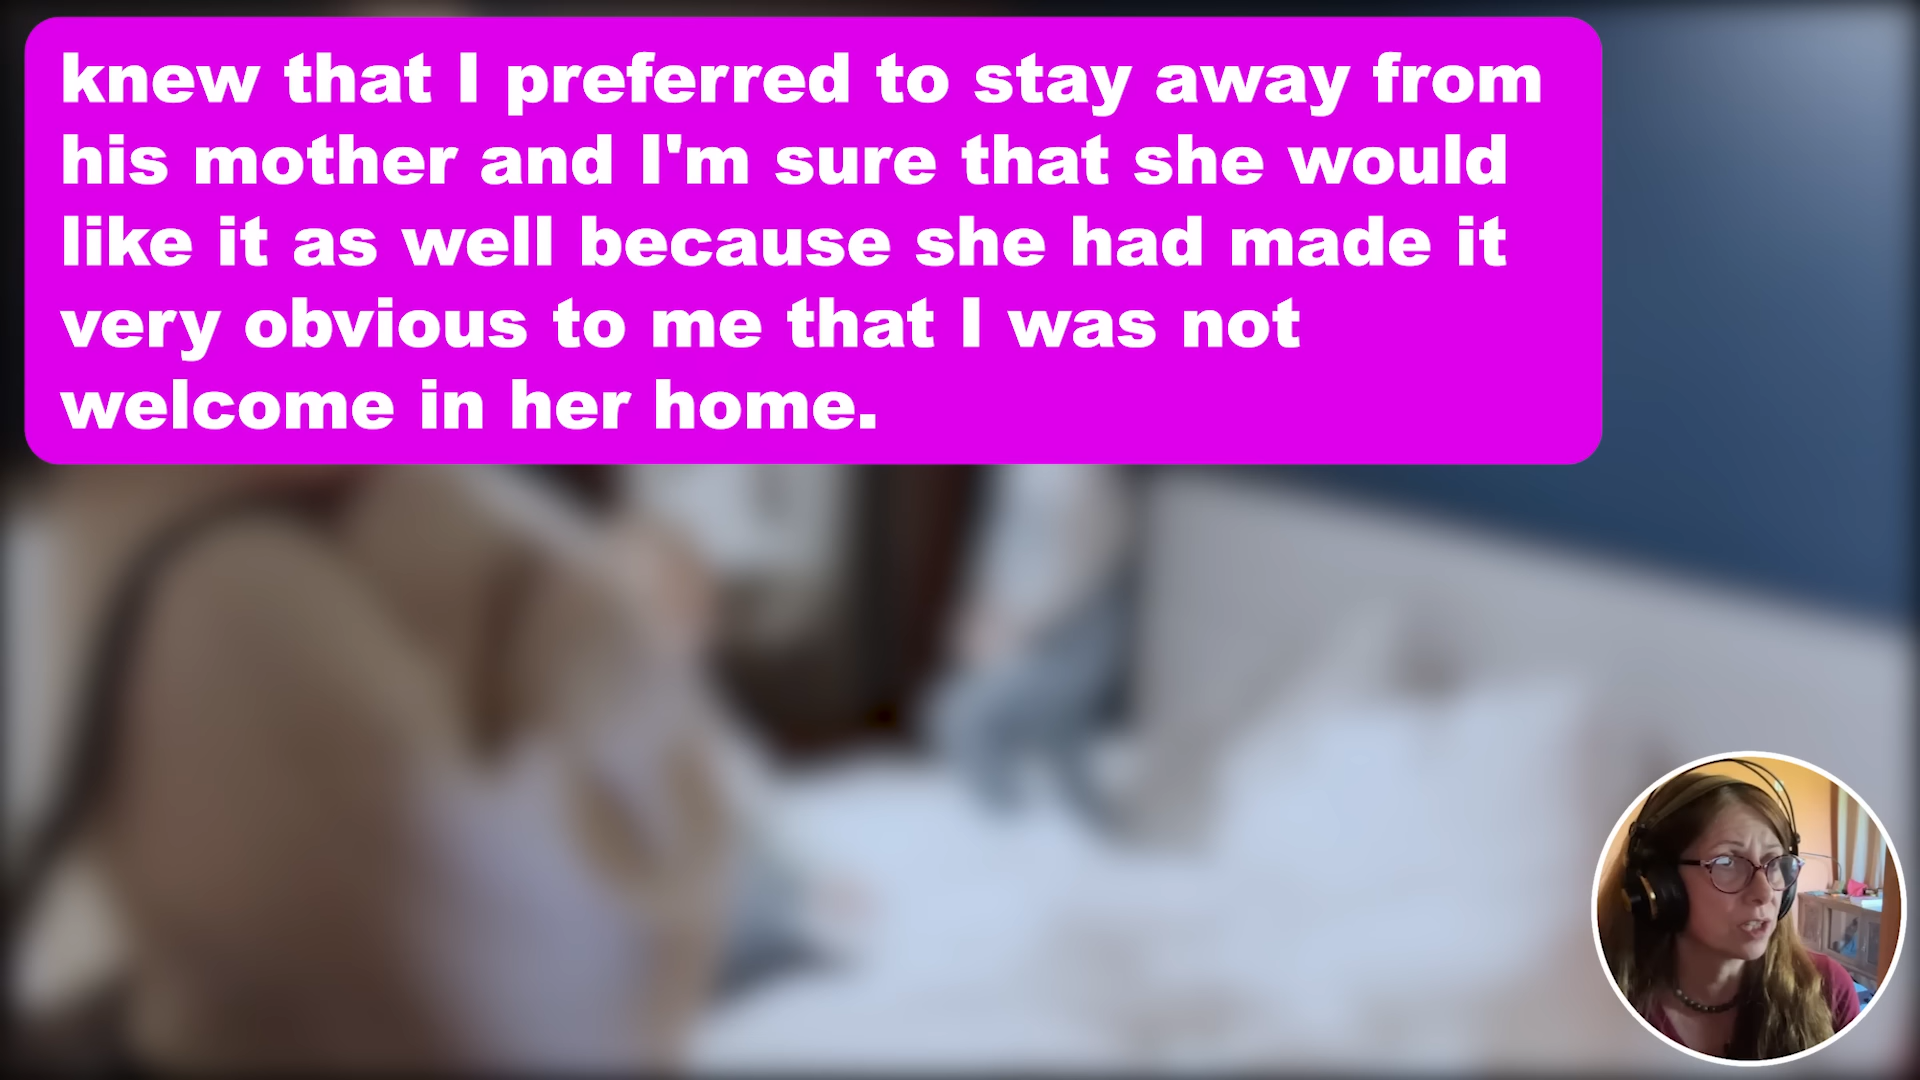 knew that I preferred to stay away from
his mother and I'm sure that she would
like it as well because she had made it
very obvious to me that I was not
welcome in her home.